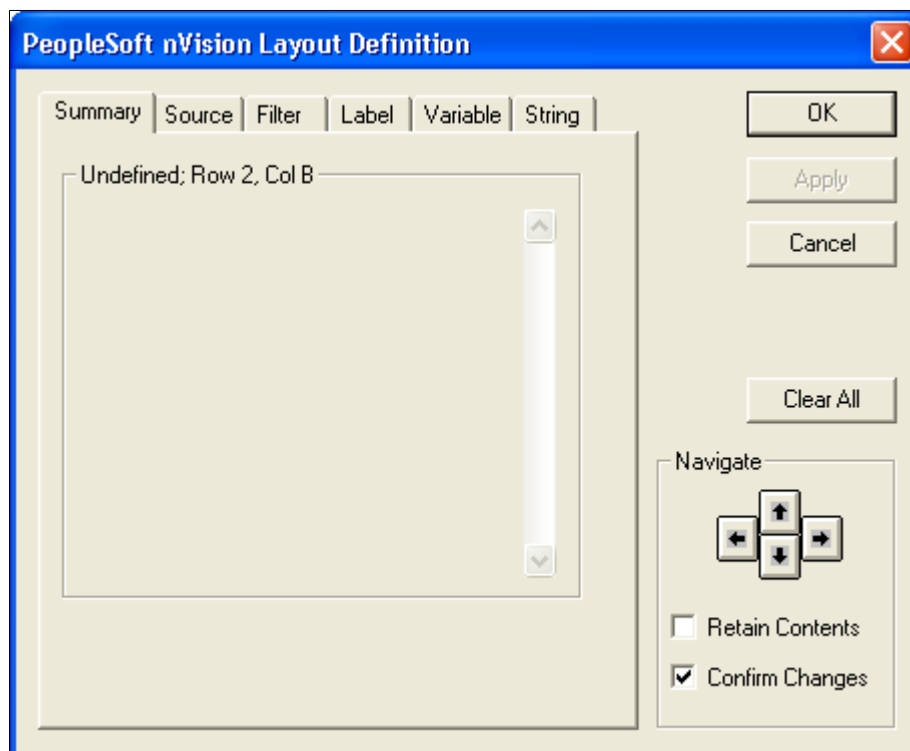 PeopleSoft nVision Layout Definition
Summary Source Filter Label Variable String
Undefined; Row 2, Col B
OK
Apply
Cancel
Clear All
Navigate
Retain Contents
Confirm Changes